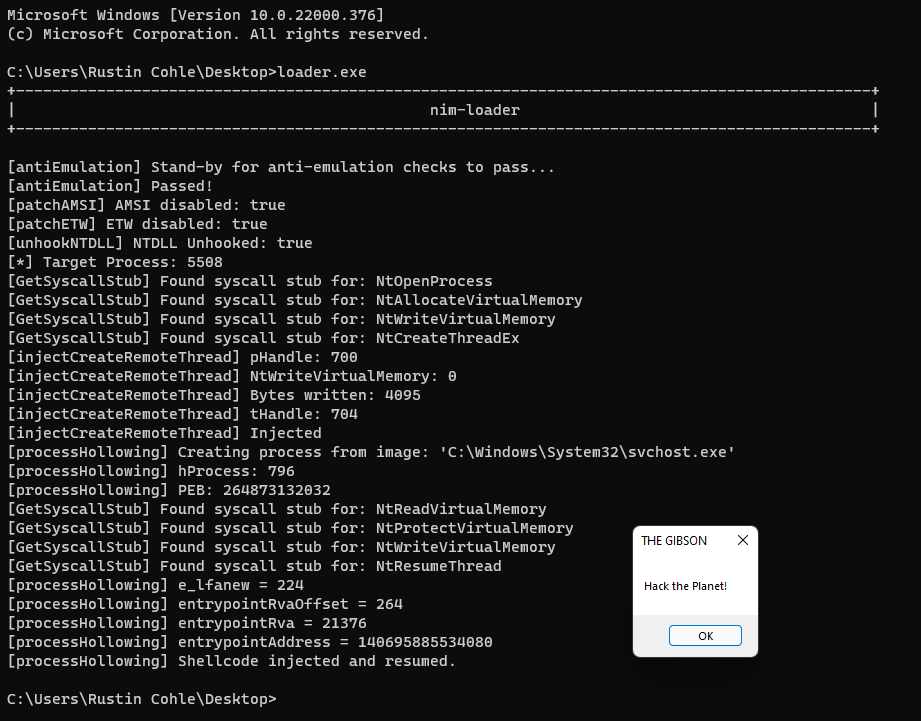 Microsoft Windows [Version 10.0.22000.376]
(c) Microsoft Corporation. All rights reserved.
C:\Users\Rustin Cohle\Desktop>loader.exe
+-----------------------------------------------------------------------------------------------+
| nim-loader |
+-----------------------------------------------------------------------------------------------+
[antiEmulation] Stand-by for anti-emulation checks to pass...
[antiEmulation] Passed!
[patchAMSI] AMSI disabled: true
[patchETW] ETW disabled: true
[unhookNTDLL] NTDLL Unhooked: true
[*] Target Process: 5508
[GetSyscallStub] Found syscall stub for: NtOpenProcess
[GetSyscallStub] Found syscall stub for: NtAllocateVirtualMemory
[GetSyscallStub] Found syscall stub for: NtWriteVirtualMemory
[GetSyscallStub] Found syscall stub for: NtCreateThreadEx
[injectCreateRemoteThread] pHandle: 700
[injectCreateRemoteThread] NtWriteVirtualMemory: 0
[injectCreateRemoteThread] Bytes written: 4095
[injectCreateRemoteThread] tHandle: 704
[injectCreateRemoteThread] Injected
[processHollowing] Creating process from image: 'C:\Windows\System32\svchost.exe'
[processHollowing] hProcess: 796
[processHollowing] PEB: 264873132032
[GetSyscallStub] Found syscall stub for: NtReadVirtualMemory
[GetSyscallStub] Found syscall stub for: NtProtectVirtualMemory
[GetSyscallStub] Found syscall stub for: NtWriteVirtualMemory
[GetSyscallStub] Found syscall stub for: NtResumeThread
[processHollowing] e_lfanew = 224
[processHollowing] entrypointRvaOffset = 264
[processHollowing] entrypointRva = 21376
[processHollowing] entrypointAddress = 140695885534080
[processHollowing] Shellcode injected and resumed.
C:\Users\Rustin Cohle\Desktop>
THE GIBSON
Hack the Planet!
OK